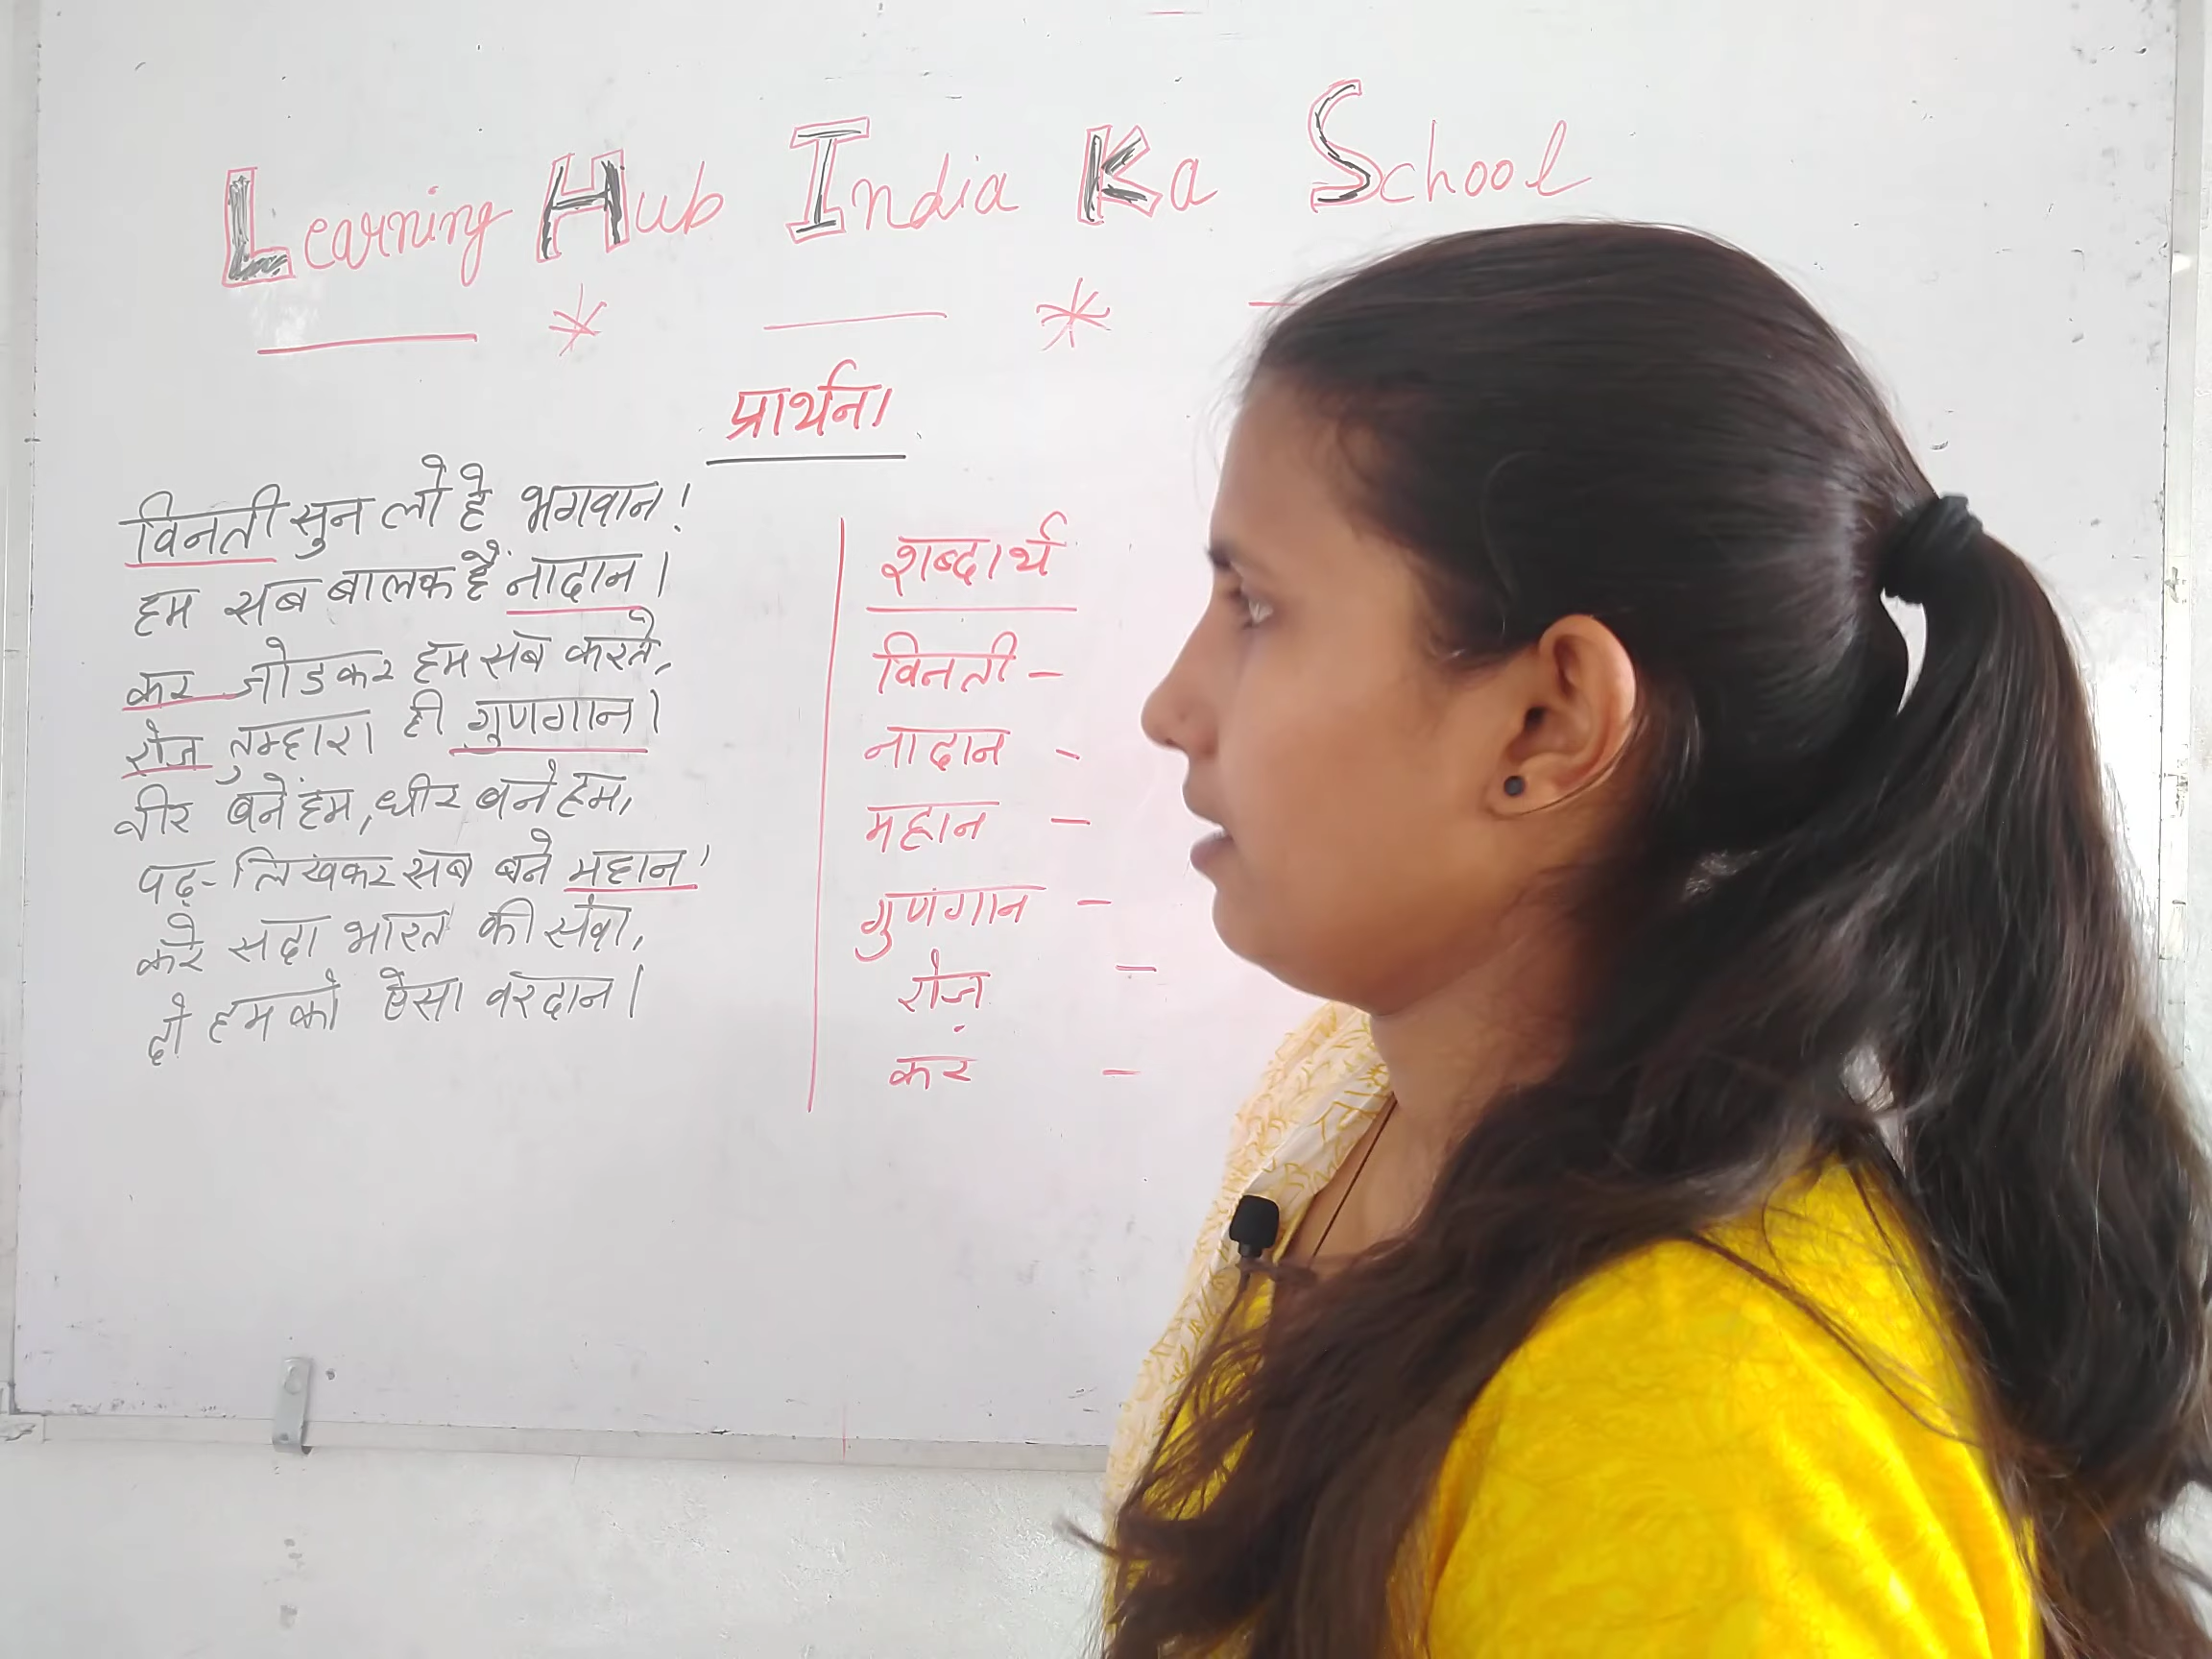 Learning Hub India Ka School
प्रार्थना
विनती सुन लो हे भगवान!
हम सब बालक हैं नादान।
कर जोडकर हम सब करते,
रोज तुम्हारा ही गुणगान।
वीर बनें हम, धीर बने हम,
पढ़-लिखकर सब बने महान'
करे सदा भारत की सेवा,
दो हमको ऐसा वरदान।
शब्दार्थ
विनती -
नादान -
महान -
गुणगान -
रोज़ -
कर -